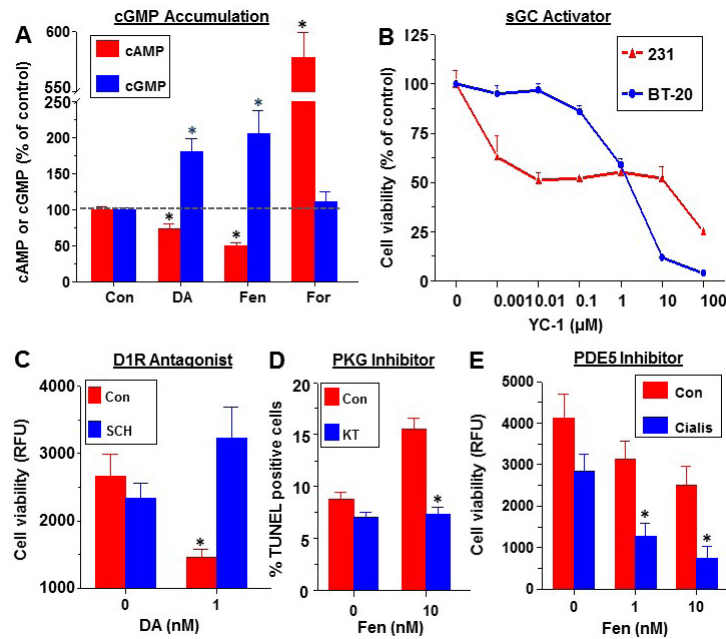 A
cGMP Accumulation
cAMP or cGMP (% of control)
600
550
250
200
150
100
50
0
cAMP
cGMP
*
*
*
*
*
Con
DA
Fen
For
B
sGC Activator
Cell viability (% of control)
125
100
75
50
25
0
231
BT-20
0
0.001
0.01
0.1
1
10
100
YC-1 (µM)
C
D1R Antagonist
Cell viability (RFU)
4000
3000
2000
1000
Con
SCH
*
0
1
DA (nM)
D
PKG Inhibitor
% TUNEL positive cells
20
15
10
5
0
Con
KT
*
0
10
Fen (nM)
E
PDE5 Inhibitor
Cell viability (RFU)
5000
4000
3000
2000
1000
0
Con
Cialis
*
*
0
1
10
Fen (nM)